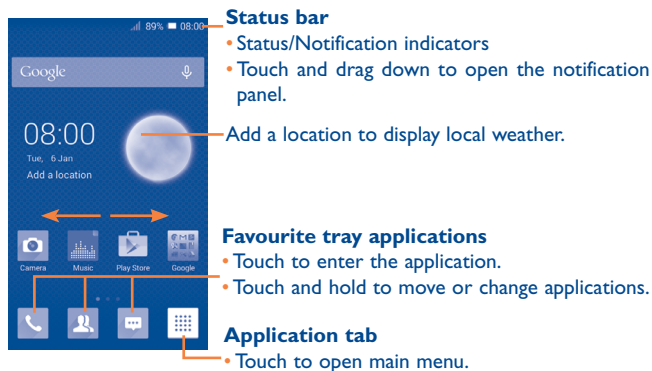 89% 08:00
Google
08:00
Tue, 6 Jan
Add a location
Camera Music Play Store Google
Status bar
• Status/Notification indicators
• Touch and drag down to open the notification
panel.
Add a location to display local weather.
Favourite tray applications
• Touch to enter the application.
• Touch and hold to move or change applications.
Application tab
• Touch to open main menu.